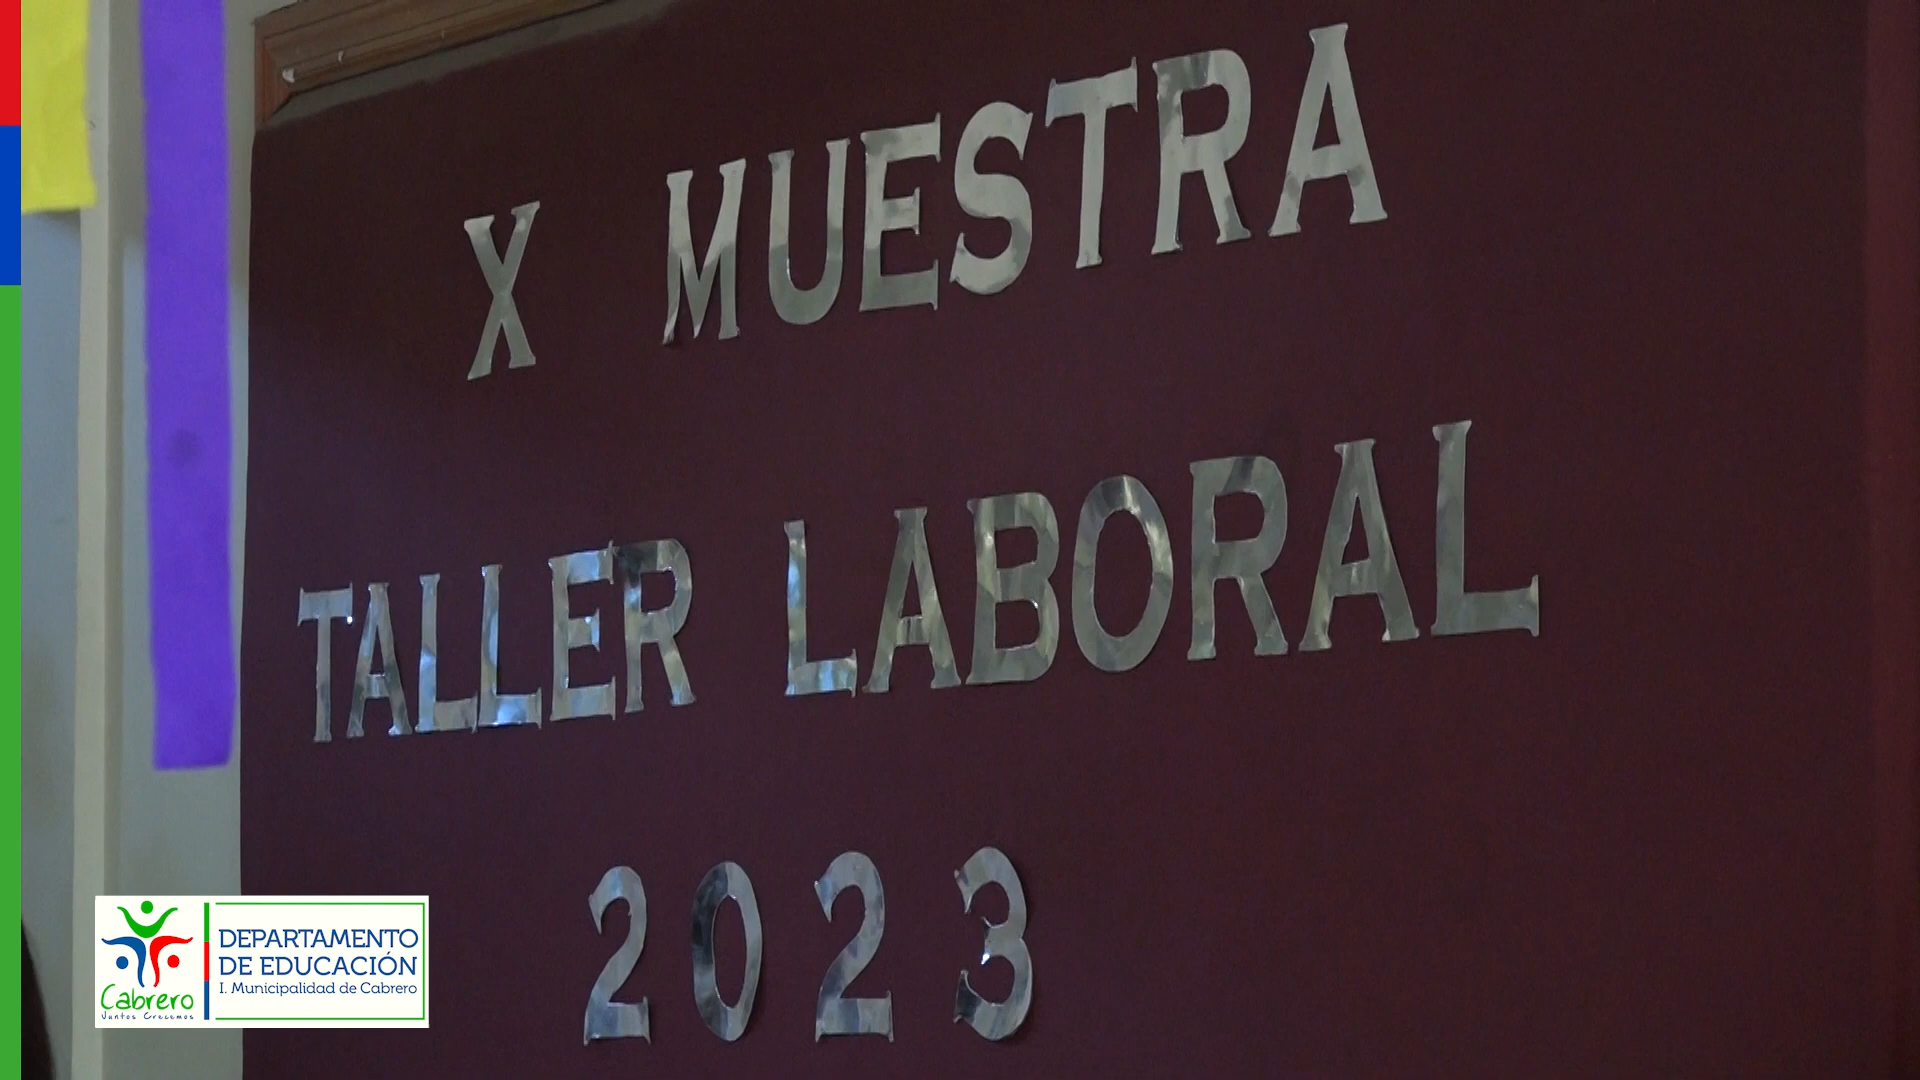 X MUESTRA
TALLER LABORAL
2023
DEPARTAMENTO
DE EDUCACIÓN
I. Municipalidad de Cabrero
Cabrero
Juntos Crecemos